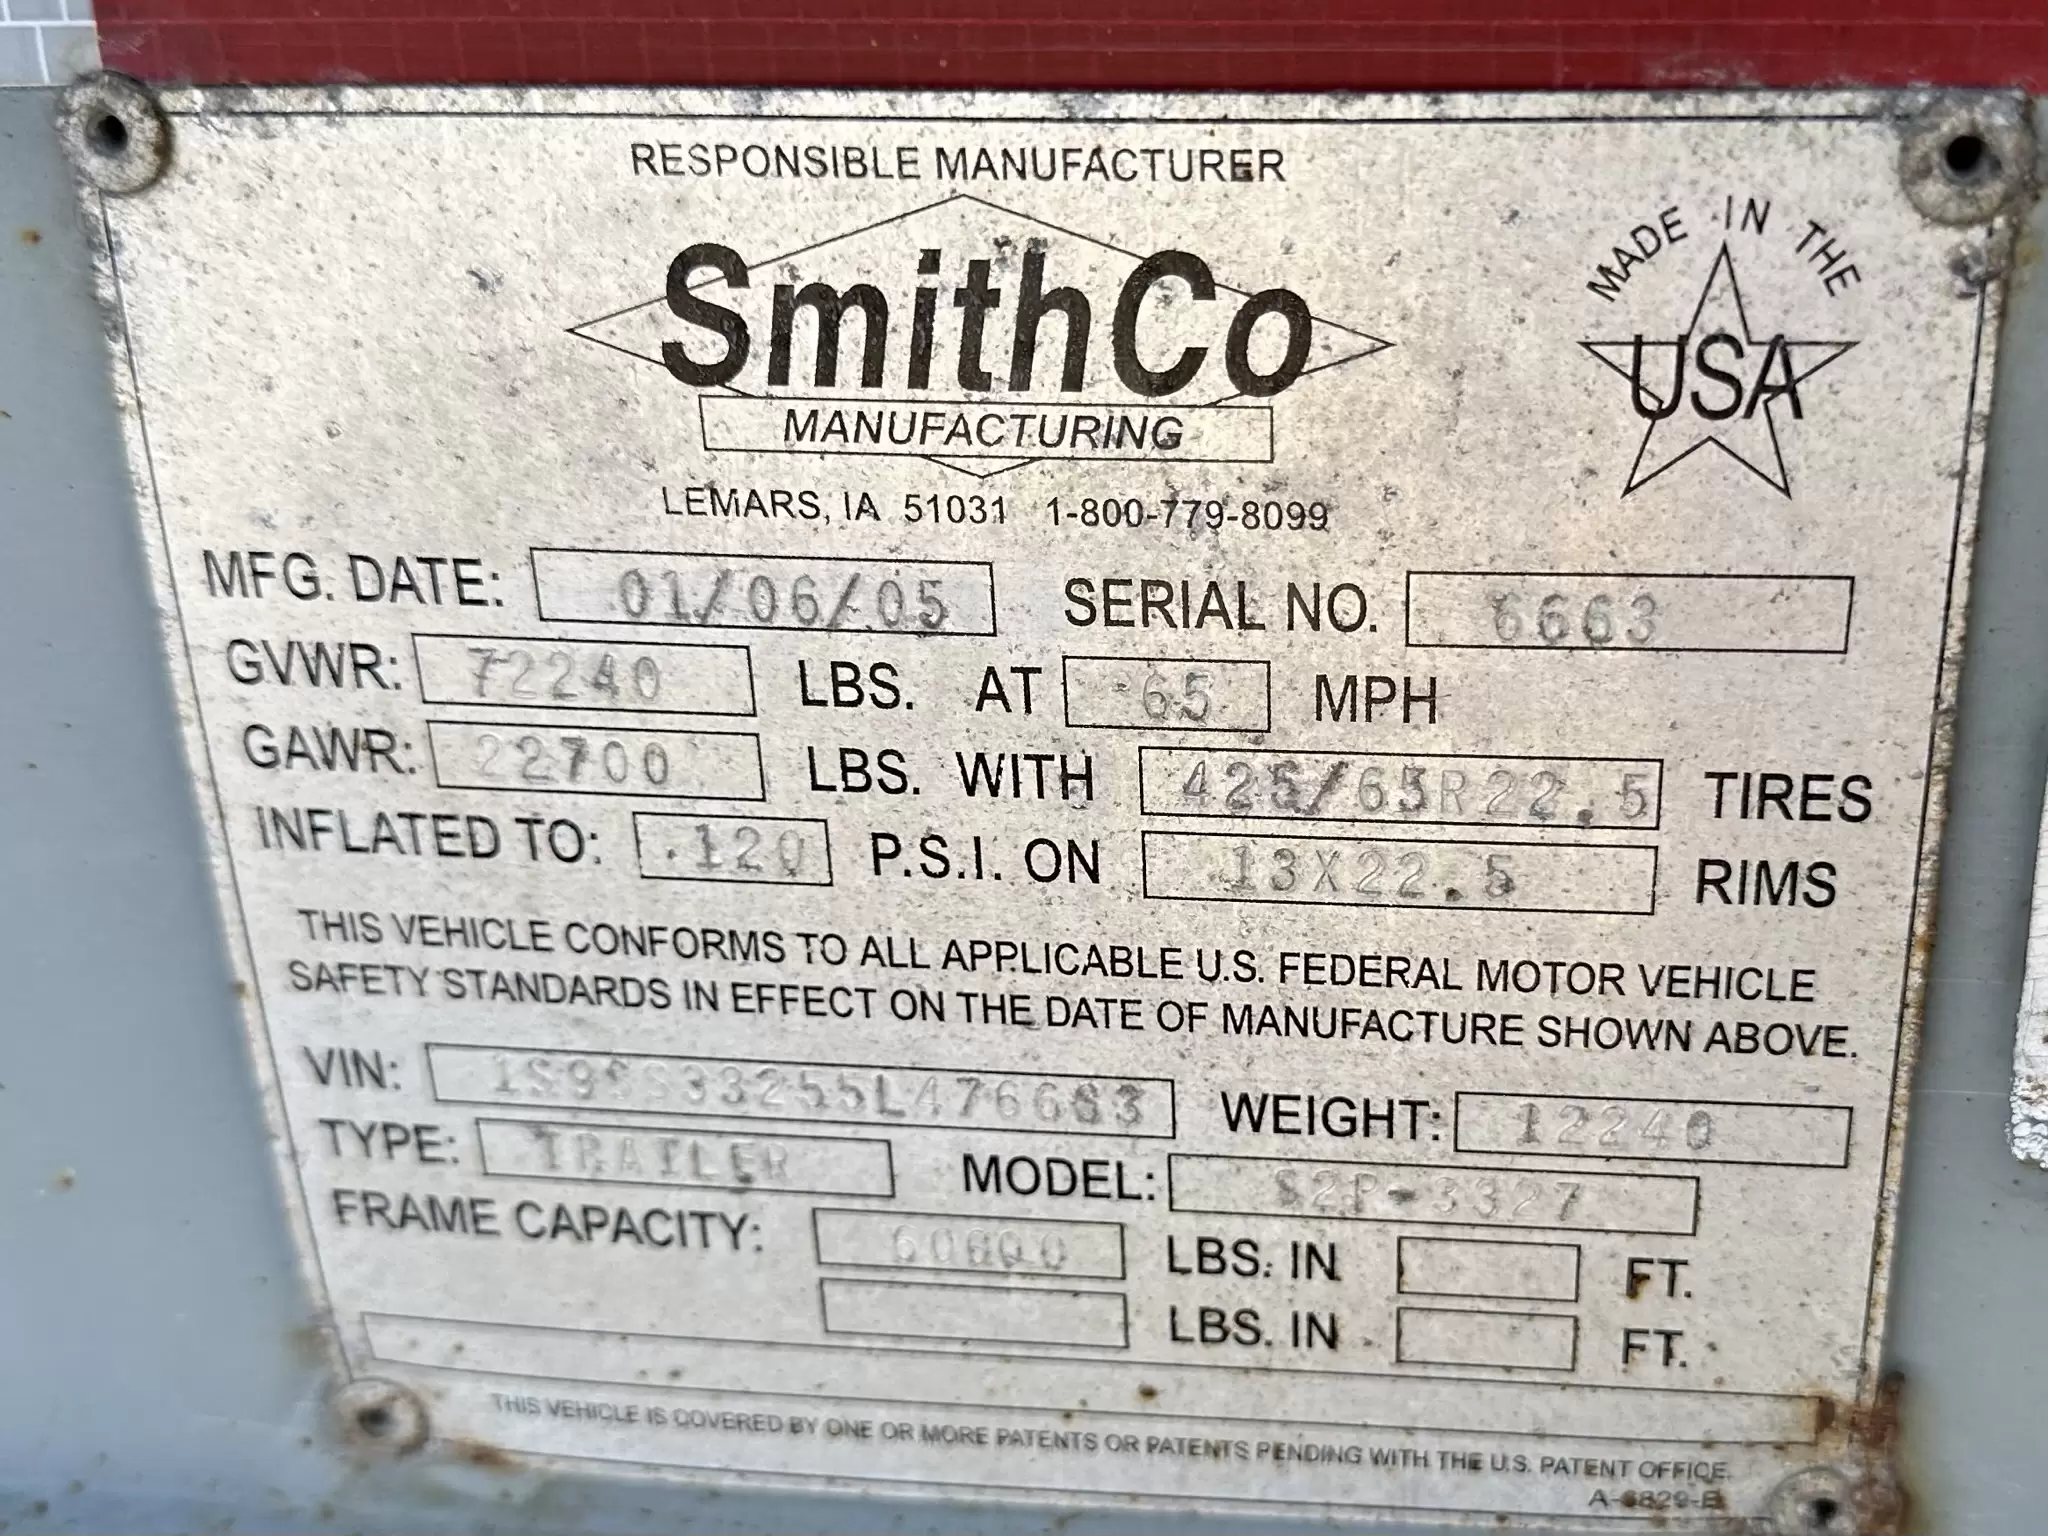 RESPONSIBLE MANUFACTURER
SmithCo
MANUFACTURING
MADE IN THE
USA
LEMARS, IA 51031 1-800-779-8099
MFG. DATE: 01/06/05 SERIAL NO. 6663
GVWR: 72240 LBS. AT 65 MPH
GAWR: 22700 LBS. WITH 425/65R22.5 TIRES
INFLATED TO: 120 P.S.I. ON 13X22.5 RIMS
THIS VEHICLE CONFORMS TO ALL APPLICABLE U.S. FEDERAL MOTOR VEHICLE
SAFETY STANDARDS IN EFFECT ON THE DATE OF MANUFACTURE SHOWN ABOVE.
VIN: WEIGHT: 12240
TYPE: TRAILER MODEL: S2P-3327
FRAME CAPACITY: 60000 LBS. IN FT.
LBS. IN FT.
THIS VEHICLE IS COVERED BY ONE OR MORE PATENTS OR PATENTS PENDING WITH THE U.S. PATENT OFFICE.